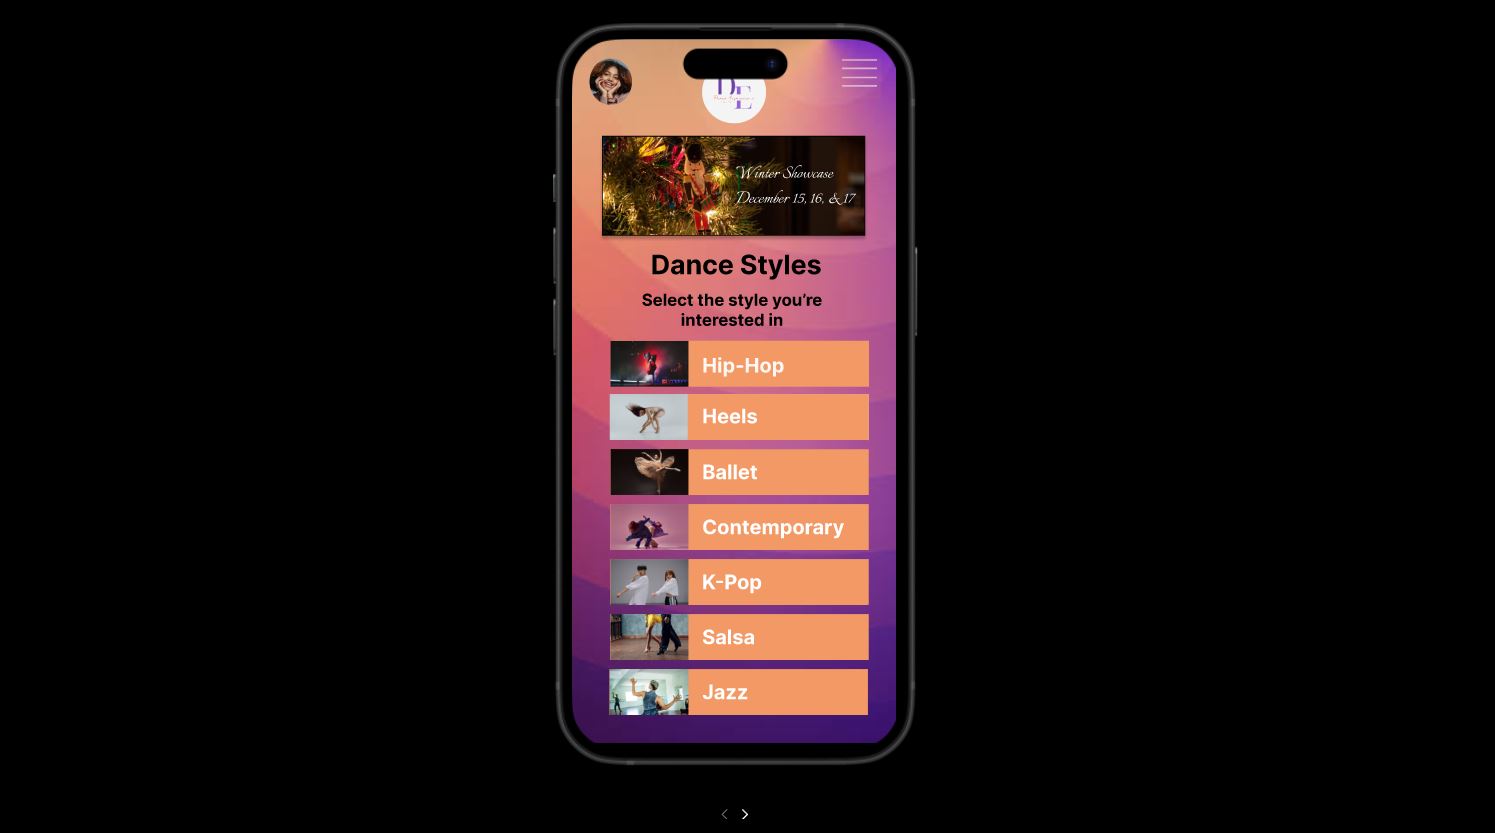 DE
Winter Showcase
December 15, 16, & 17
Dance Styles
Select the style you’re
interested in
Hip-Hop
Heels
Ballet
Contemporary
K-Pop
Salsa
Jazz